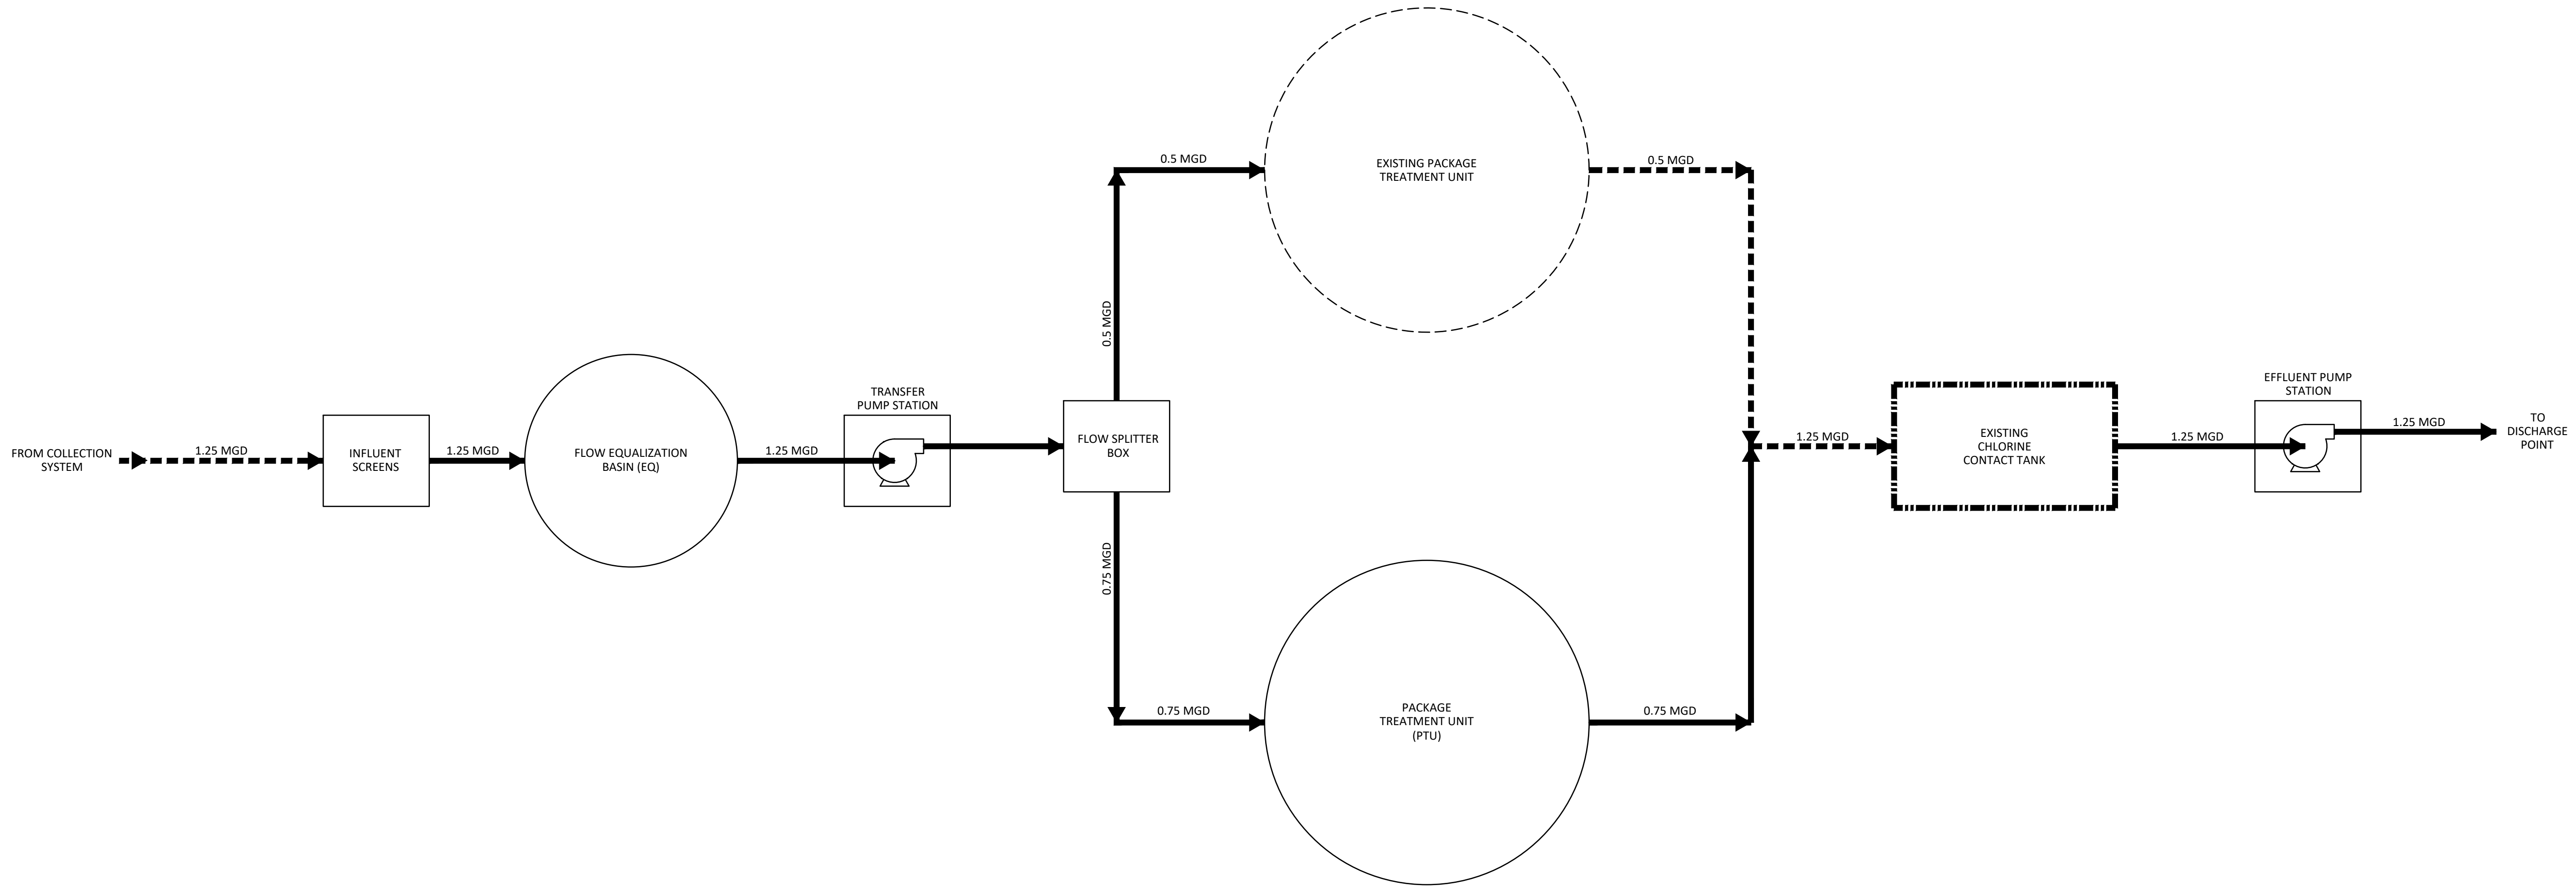 FROM COLLECTION
SYSTEM
1.25 MGD
INFLUENT
SCREENS
1.25 MGD
FLOW EQUALIZATION
BASIN (EQ)
1.25 MGD
TRANSFER
PUMP STATION
FLOW SPLITTER
BOX
0.5 MGD
0.5 MGD
EXISTING PACKAGE
TREATMENT UNIT
0.5 MGD
0.75 MGD
0.75 MGD
PACKAGE
TREATMENT UNIT
(PTU)
0.75 MGD
1.25 MGD
EXISTING
CHLORINE
CONTACT TANK
1.25 MGD
EFFLUENT PUMP
STATION
1.25 MGD
TO
DISCHARGE
POINT